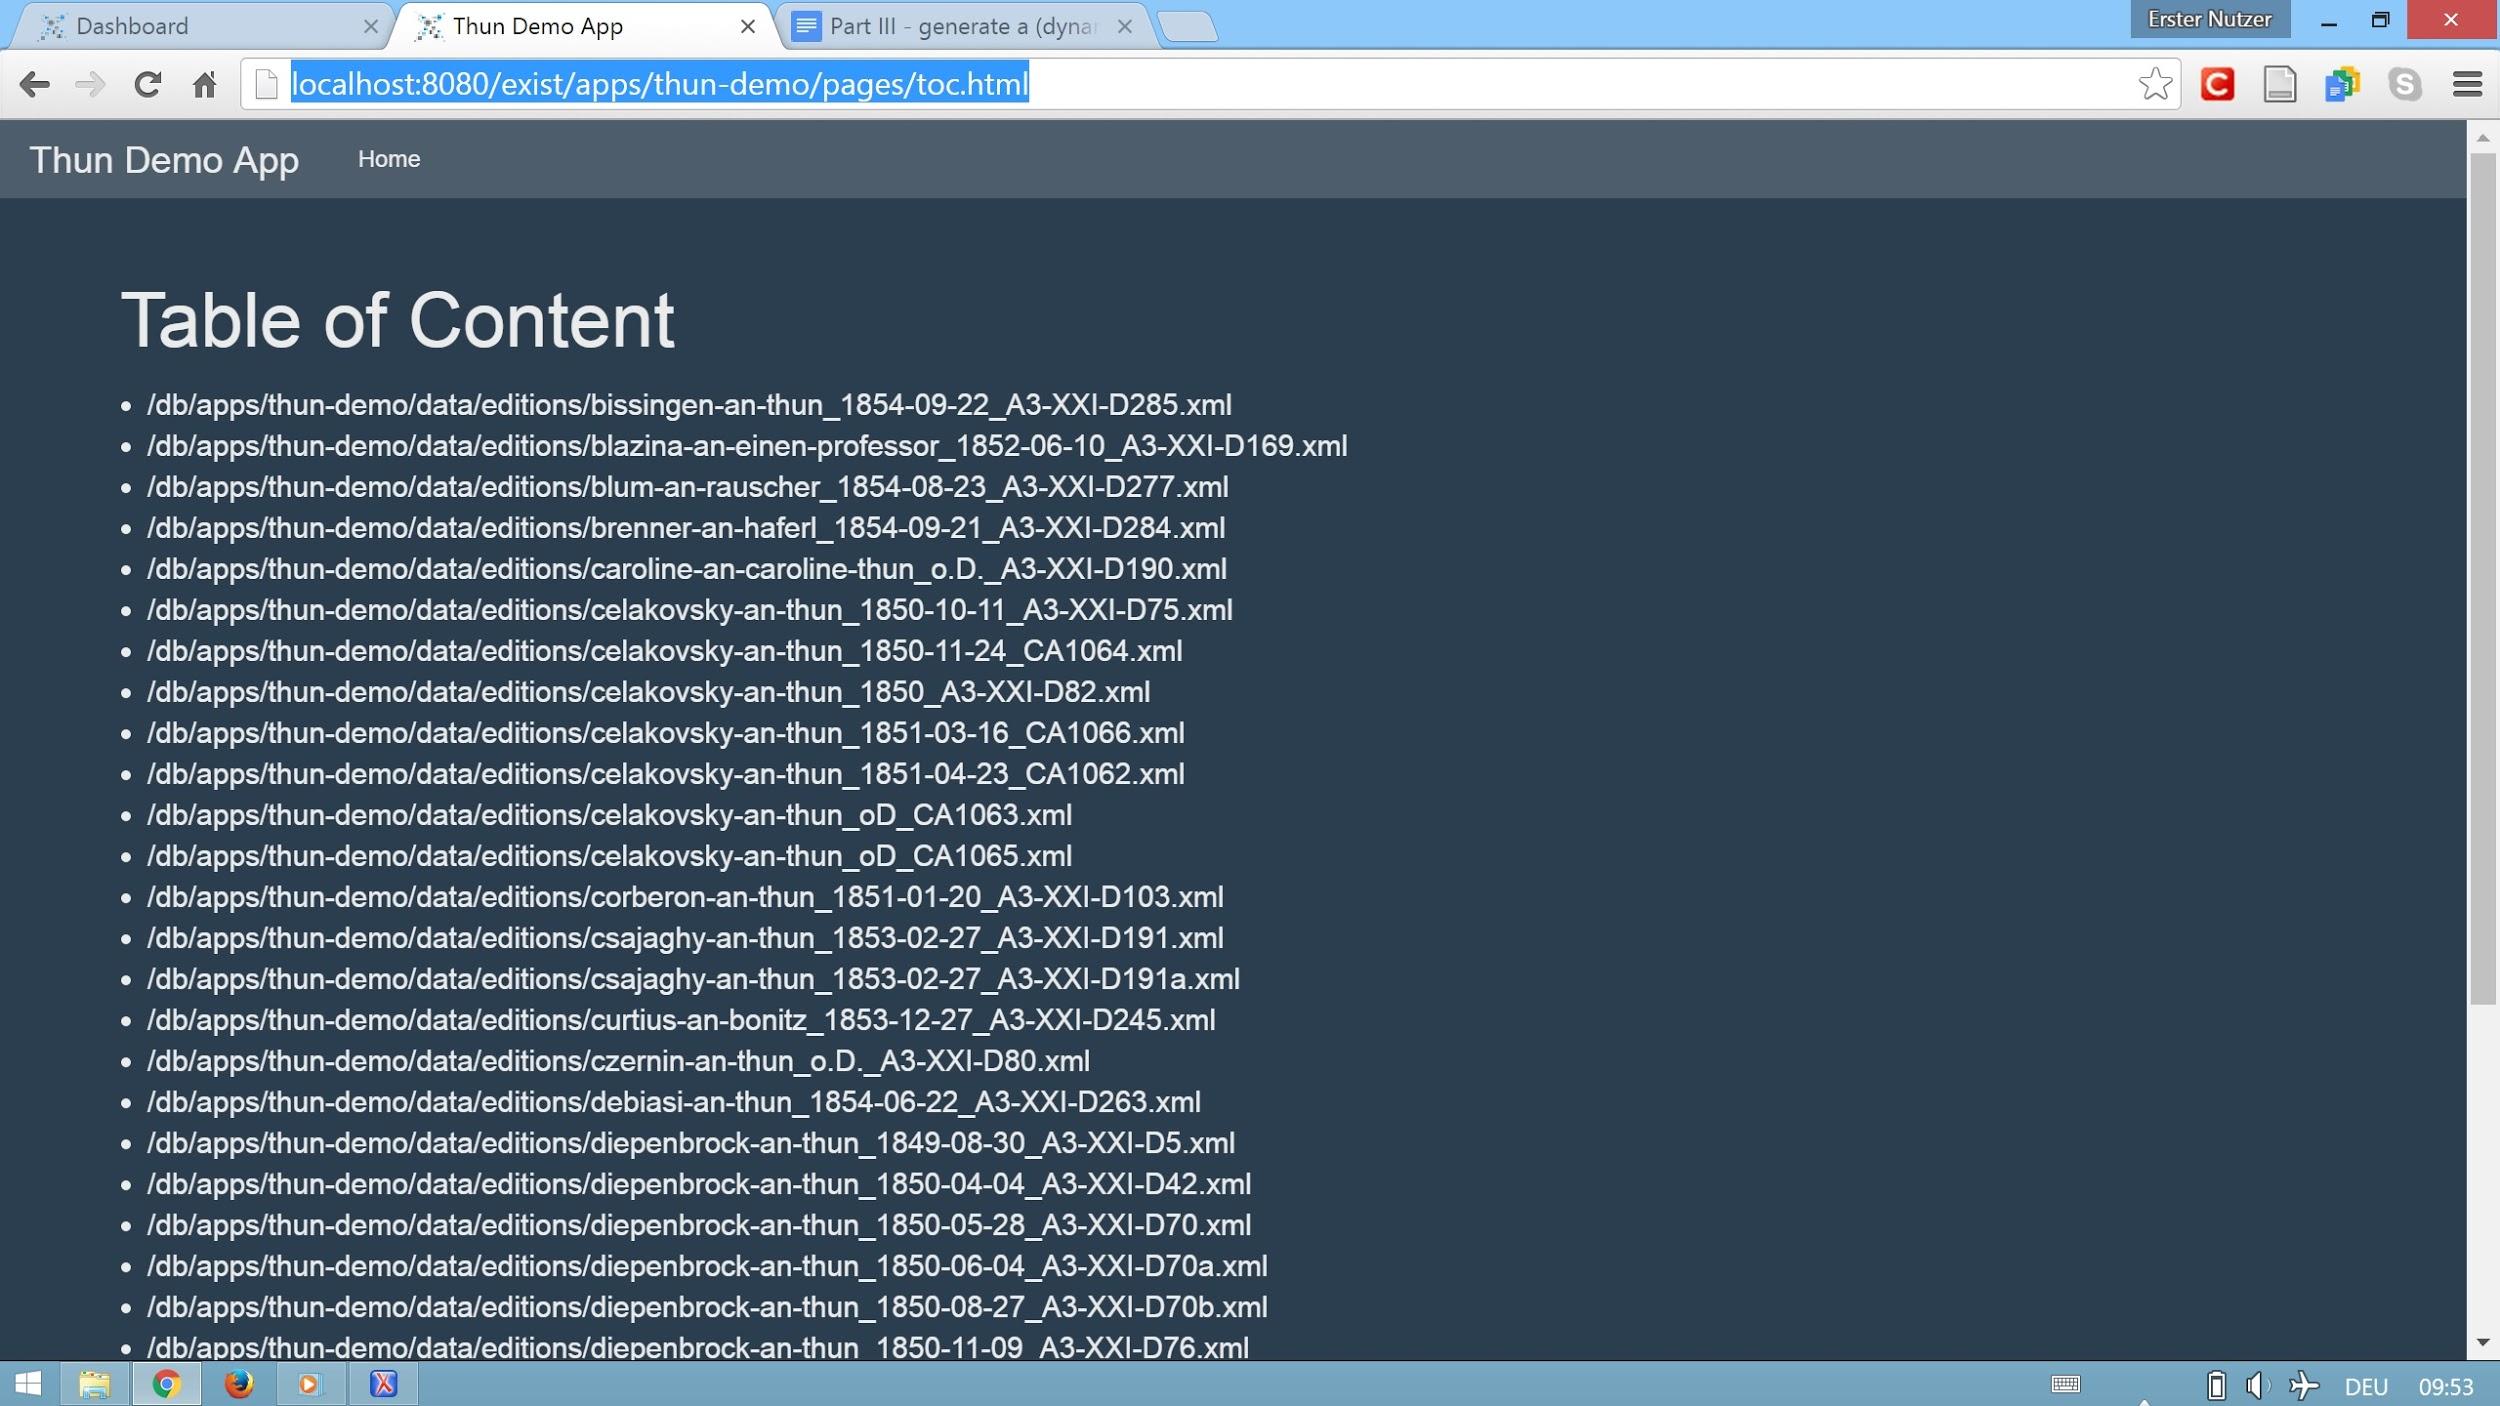 Dashboard
Thun Demo App
Part III - generate a (dynar
Erster Nutzer
localhost:8080/exist/apps/thun-demo/pages/toc.html
Thun Demo App
Home
Table of Content
/db/apps/thun-demo/data/editions/bissingen-an-thun_1854-09-22_A3-XXI-D285.xml
/db/apps/thun-demo/data/editions/blazina-an-einen-professor_1852-06-10_A3-XXI-D169.xml
/db/apps/thun-demo/data/editions/blum-an-rauscher_1854-08-23_A3-XXI-D277.xml
/db/apps/thun-demo/data/editions/brenner-an-haferl_1854-09-21_A3-XXI-D284.xml
/db/apps/thun-demo/data/editions/caroline-an-caroline-thun_o.D._A3-XXI-D190.xml
/db/apps/thun-demo/data/editions/celakovsky-an-thun_1850-10-11_A3-XXI-D75.xml
/db/apps/thun-demo/data/editions/celakovsky-an-thun_1850-11-24_CA1064.xml
/db/apps/thun-demo/data/editions/celakovsky-an-thun_1850_A3-XXI-D82.xml
/db/apps/thun-demo/data/editions/celakovsky-an-thun_1851-03-16_CA1066.xml
/db/apps/thun-demo/data/editions/celakovsky-an-thun_1851-04-23_CA1062.xml
/db/apps/thun-demo/data/editions/celakovsky-an-thun_oD_CA1063.xml
/db/apps/thun-demo/data/editions/celakovsky-an-thun_oD_CA1065.xml
/db/apps/thun-demo/data/editions/corberon-an-thun_1851-01-20_A3-XXI-D103.xml
/db/apps/thun-demo/data/editions/csajaghy-an-thun_1853-02-27_A3-XXI-D191.xml
/db/apps/thun-demo/data/editions/csajaghy-an-thun_1853-02-27_A3-XXI-D191a.xml
/db/apps/thun-demo/data/editions/curtius-an-bonitz_1853-12-27_A3-XXI-D245.xml
/db/apps/thun-demo/data/editions/czernin-an-thun_o.D._A3-XXI-D80.xml
/db/apps/thun-demo/data/editions/debiasi-an-thun_1854-06-22_A3-XXI-D263.xml
/db/apps/thun-demo/data/editions/diepenbrock-an-thun_1849-08-30_A3-XXI-D5.xml
/db/apps/thun-demo/data/editions/diepenbrock-an-thun_1850-04-04_A3-XXI-D42.xml
/db/apps/thun-demo/data/editions/diepenbrock-an-thun_1850-05-28_A3-XXI-D70.xml
/db/apps/thun-demo/data/editions/diepenbrock-an-thun_1850-06-04_A3-XXI-D70a.xml
/db/apps/thun-demo/data/editions/diepenbrock-an-thun_1850-08-27_A3-XXI-D70b.xml
/db/apps/thun-demo/data/editions/diepenbrock-an-thun_1850-11-09_A3-XXI-D76.xml
DEU
09:53